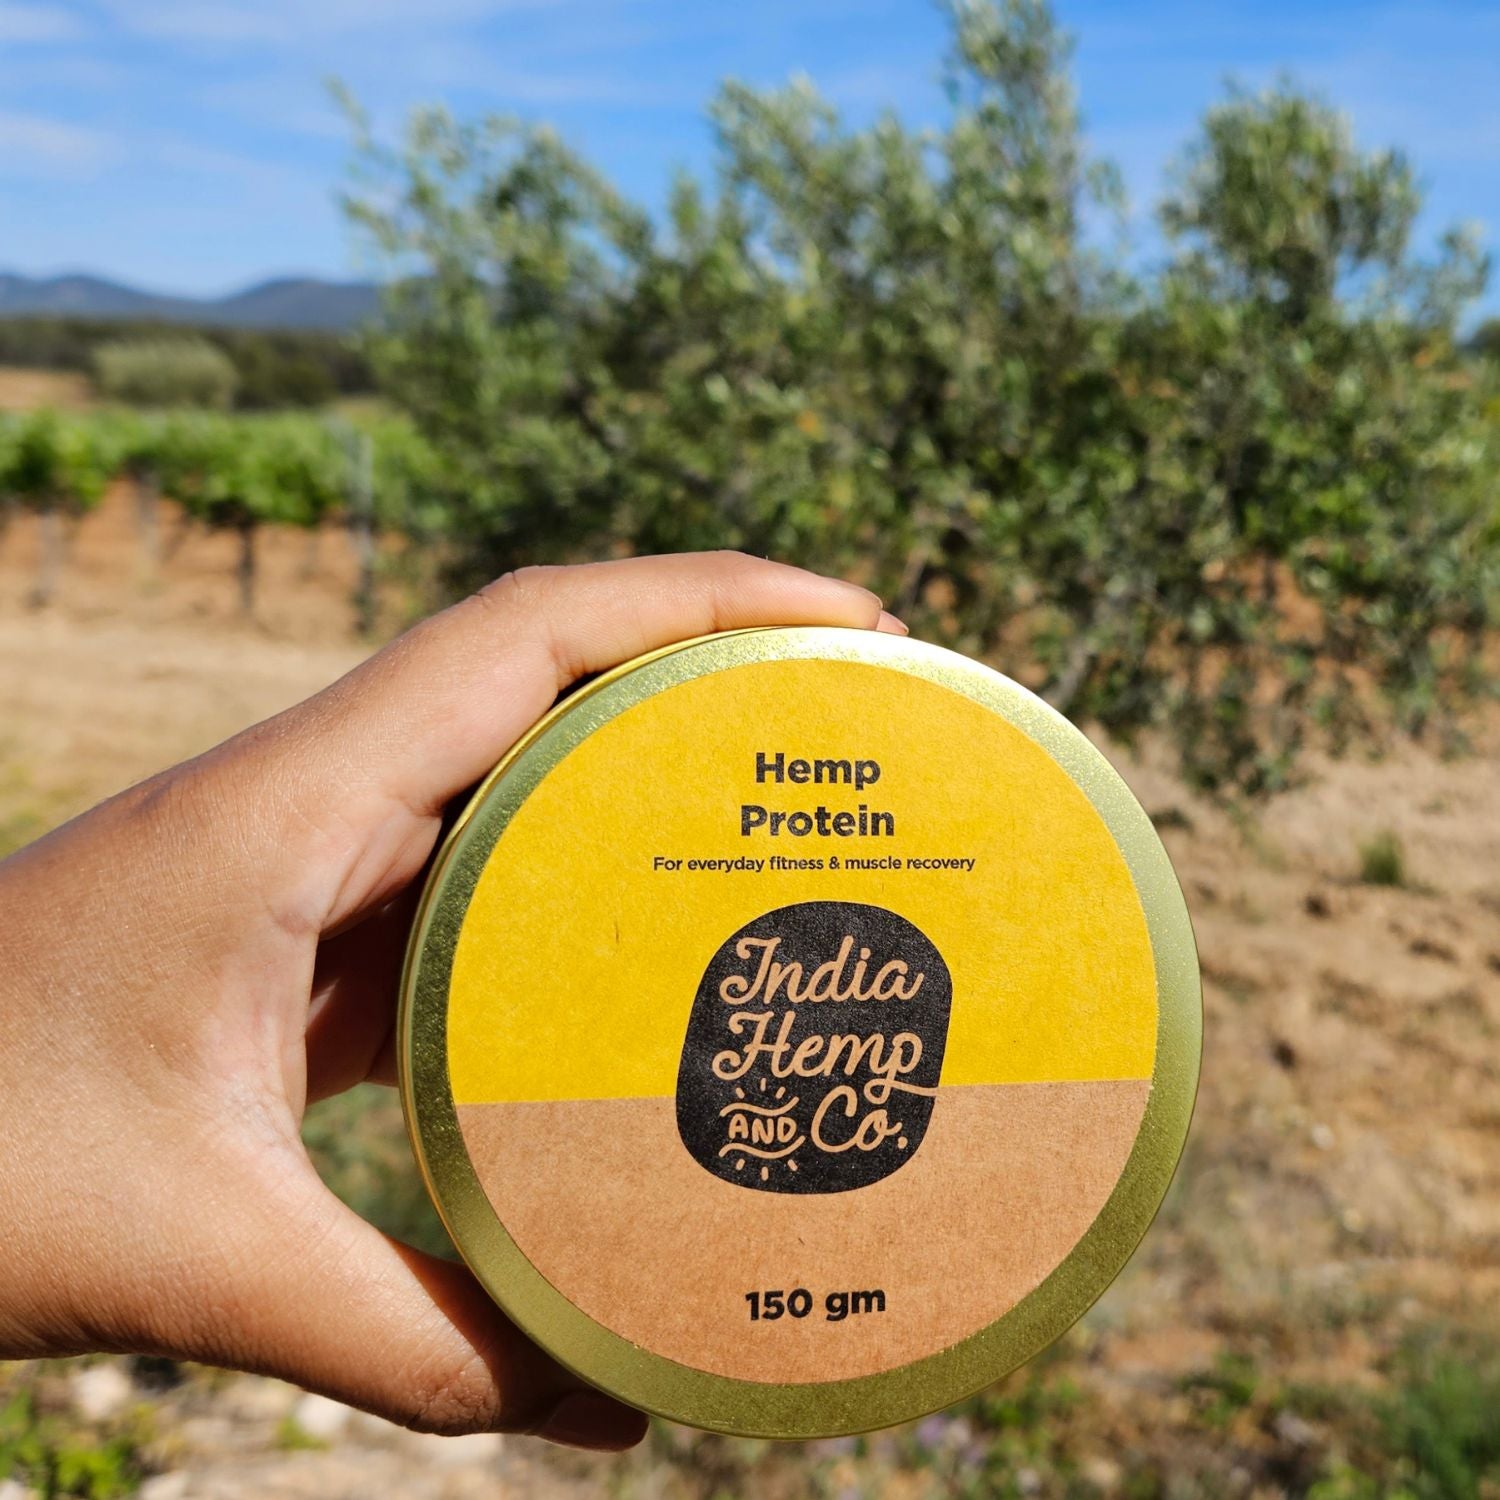 Hemp
Protein
For everyday fitness & muscle recovery
India
Hemp
AND Co.
150 gm